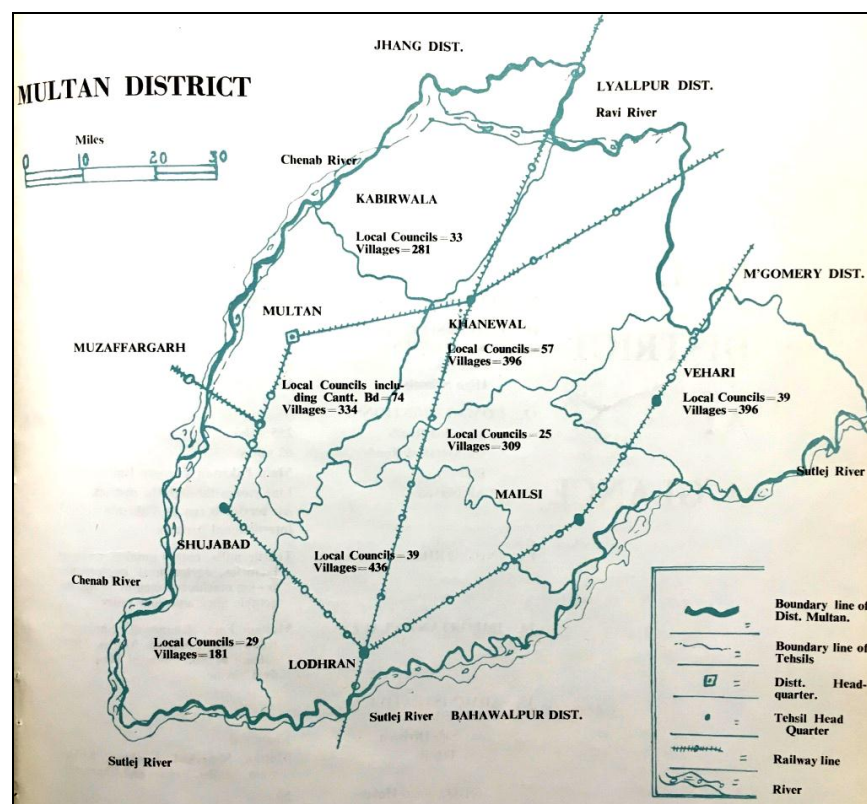 JHANG DIST.
MULTAN DISTRICT
LYALLPUR DIST.
Ravi River
Miles
0 10 20 30
Chenab River
KABIRWALA
Local Councils=33
Villages=281
M'GOMERY DIST.
MULTAN
KHANEWAL
MUZAFFARGARH
Local Councils=57
Villages=396
VEHARI
Local Councils inclu-
ding Cantt. Bd=74
Villages=334
Local Councils=39
Villages=396
Local Councils=25
Villages=309
Sutlej River
MAILSI
SHUJABAD
Local Councils=39
Villages=436
Chenab River
Local Councils=29
Villages=181
LODHRAN
Sutlej River
BAHAWALPUR DIST.
Sutlej River
Boundary line of
Dist. Multan.
=
Boundary line of
Tehsils
=
Distt. Head-
quarter.
=
Tehsil Head
Quarter
=
Railway line
=
River
=